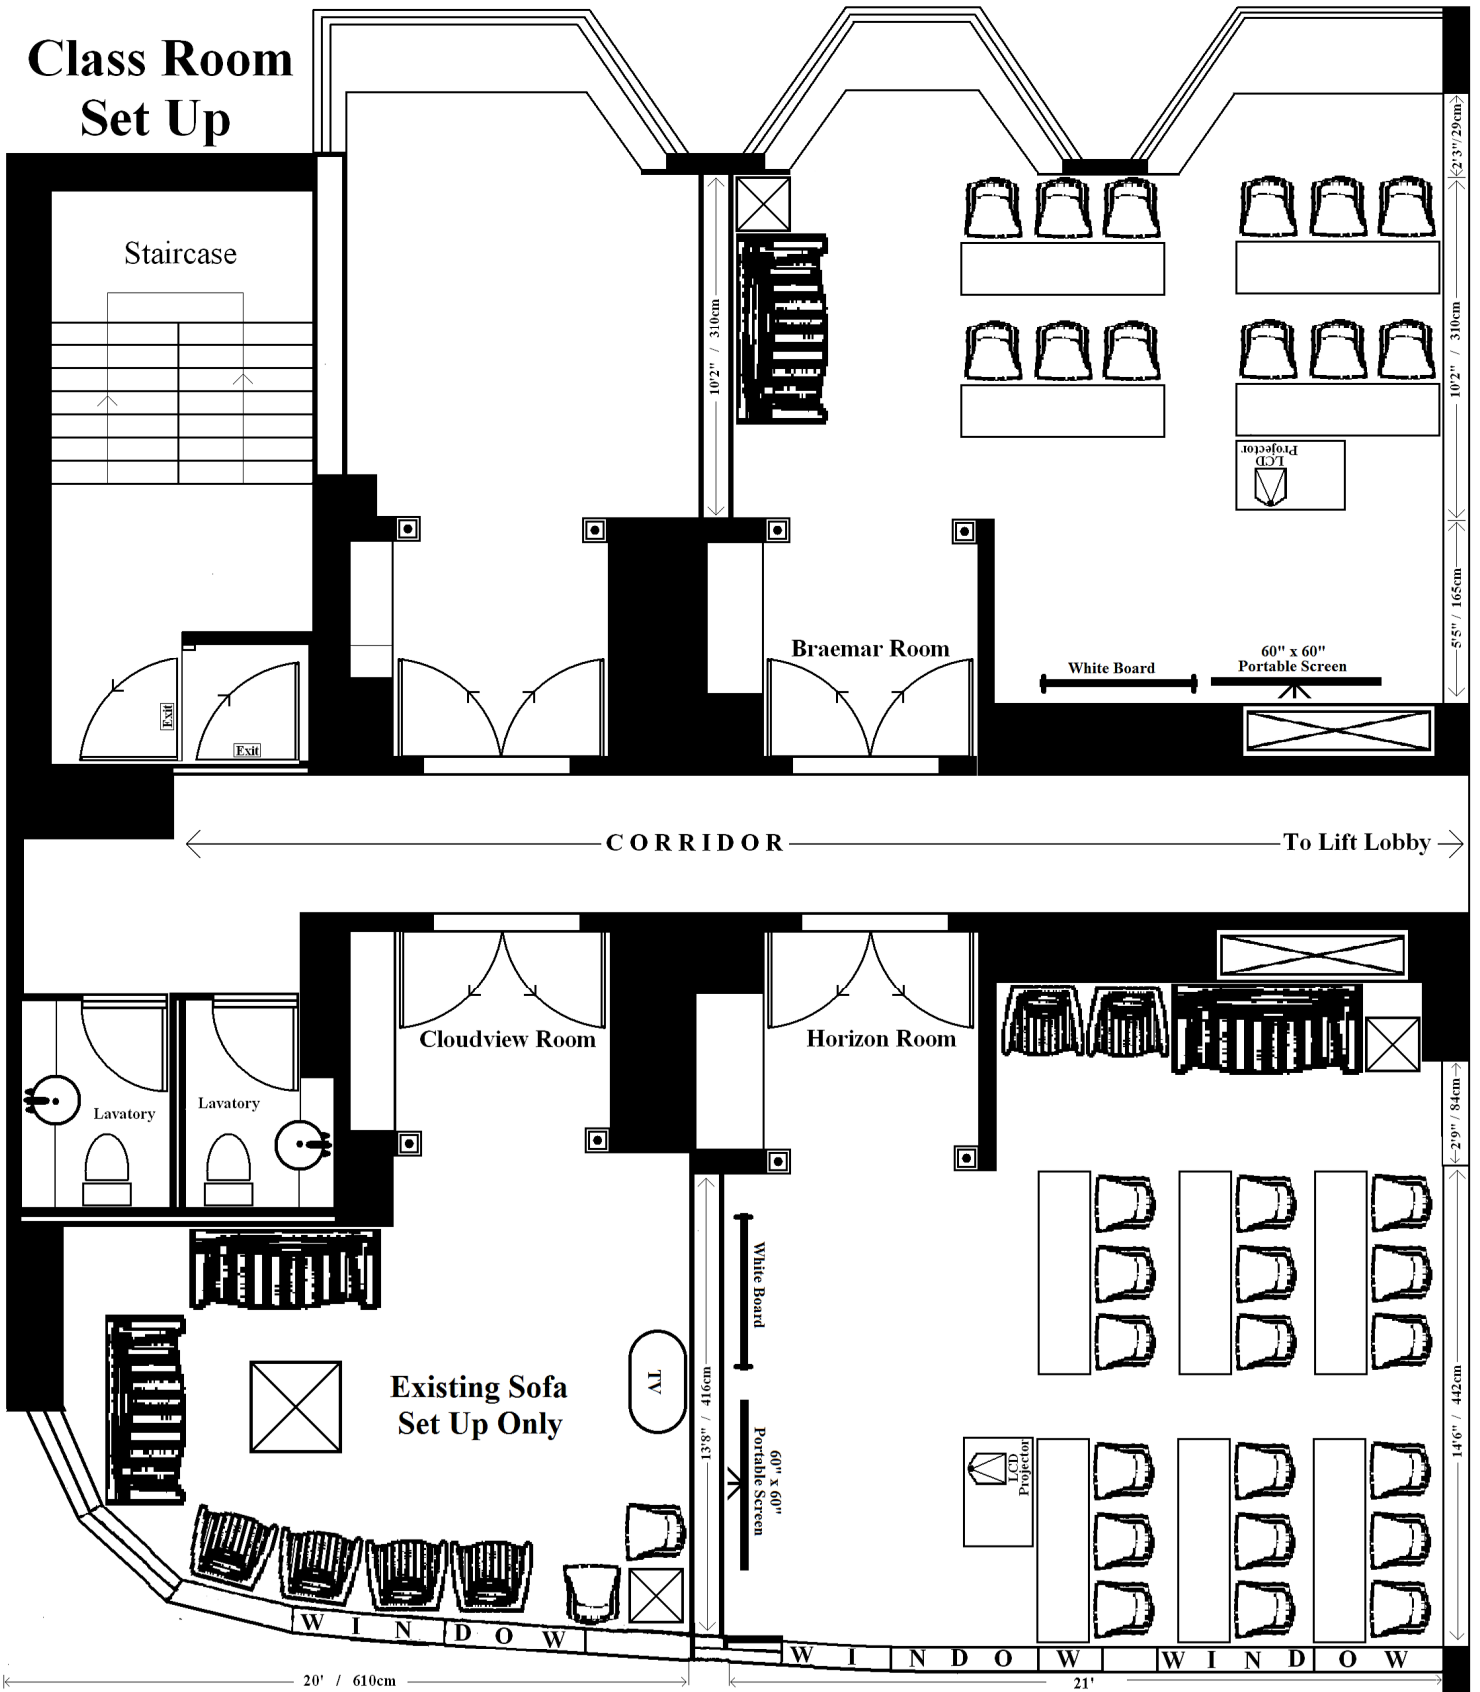 Class Room
Set Up
Staircase
2'3"/29cm
10'2" / 310cm
10'2" / 310cm
LCD
Projector
5'5" / 165cm
Braemar Room
White Board
60" x 60"
Portable Screen
Exit
Exit
CORRIDOR
To Lift Lobby
Cloudview Room
Horizon Room
Lavatory
Lavatory
2'9" / 84cm
White Board
TV
Existing Sofa
Set Up Only
13'8" / 416cm
14'6" / 442cm
60" x 60"
Portable Screen
LCD
Projector
WINDOW
WINDOW
WINDOW
20' / 610cm
21'